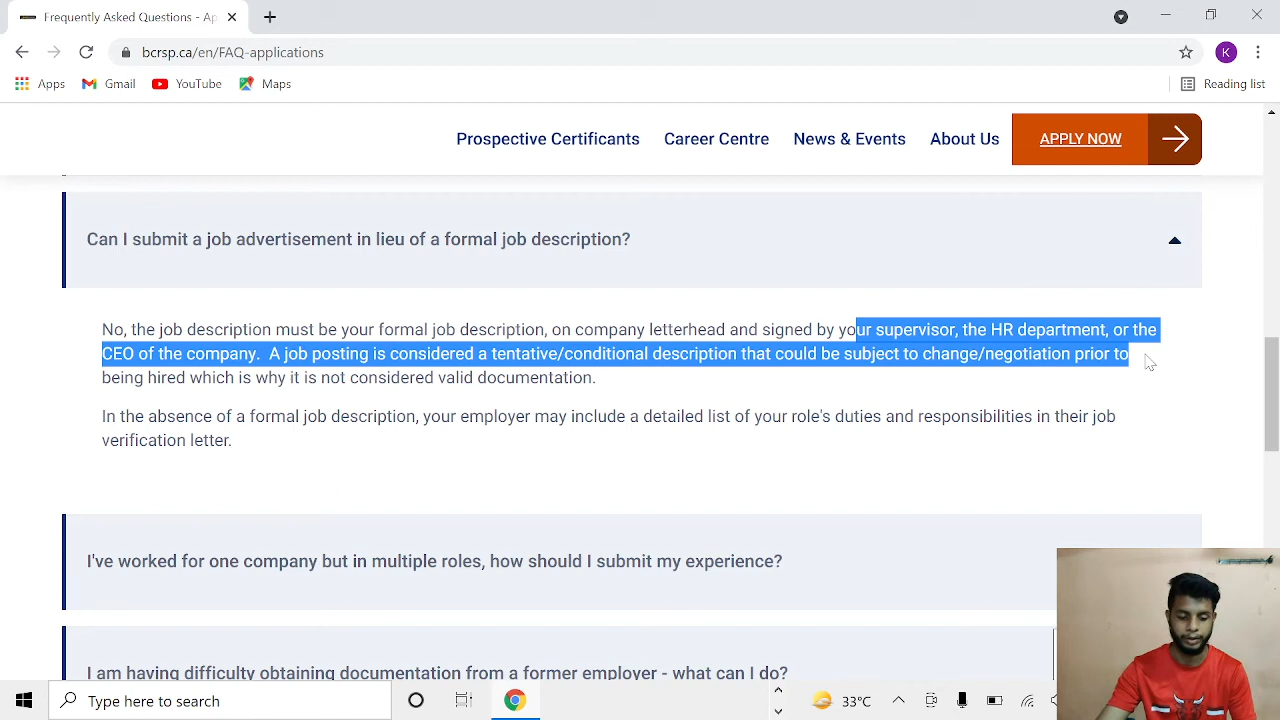 Frequently Asked Questions - Ap
bcrsp.ca/en/FAQ-applications
K
Apps Gmail YouTube Maps Reading list
Prospective Certificants Career Centre News & Events About Us APPLY NOW
Can I submit a job advertisement in lieu of a formal job description?
No, the job description must be your formal job description, on company letterhead and signed by your supervisor, the HR department, or the
CEO of the company. A job posting is considered a tentative/conditional description that could be subject to change/negotiation prior to
being hired which is why it is not considered valid documentation.
In the absence of a formal job description, your employer may include a detailed list of your role's duties and responsibilities in their job
verification letter.
I've worked for one company but in multiple roles, how should I submit my experience?
I am having difficulty obtaining documentation from a former employer - what can I do?
Type here to search
33°C